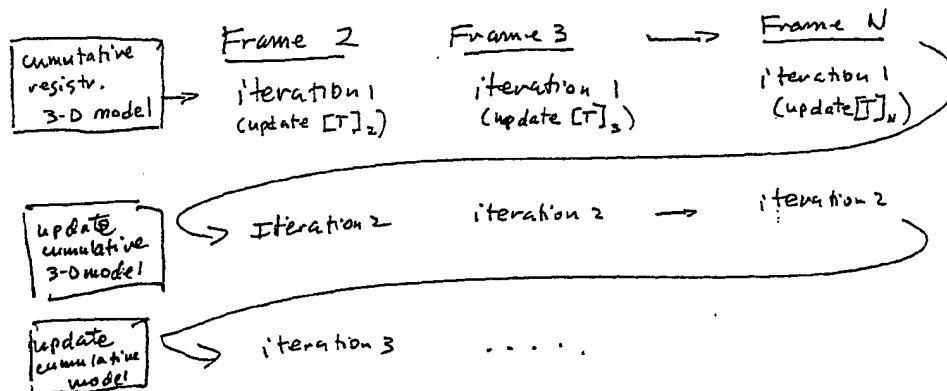 cumutative
registr.
3-D model
Frame 2
Frame 3
Frame N
iteration 1
(update [T]₂)
iteration 1
(update [T]₃)
iteration 1
(update [T]ₙ)
update
cumulative
3-D model
Iteration 2
iteration 2
iteration 2
update
cumulative
model
iteration 3
. . . . .